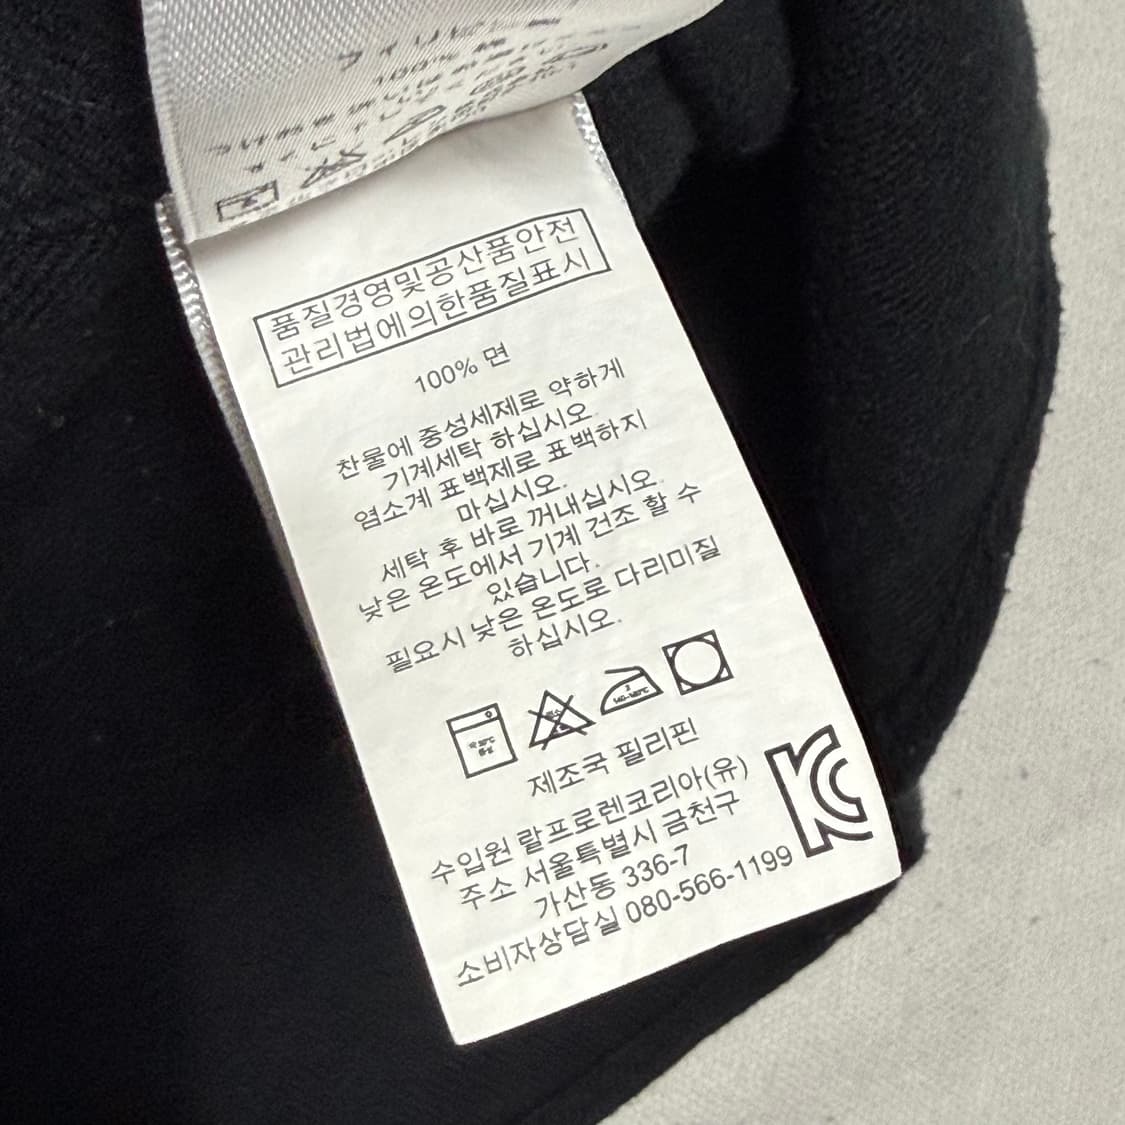 フィリピン
100% 綿
품질경영및공산품안전
관리법에의한품질표시
100% 면
찬물에 중성세제로 약하게
기계세탁 하십시오.
염소계 표백제로 표백하지
마십시오.
세탁 후 바로 꺼내십시오.
낮은 온도에서 기계 건조 할 수
있습니다.
필요시 낮은 온도로 다리미질
하십시오.
제조국 필리핀
수입원 랄프로렌코리아(유)
주소 서울특별시 금천구
가산동 336-7
소비자상담실 080-566-1199